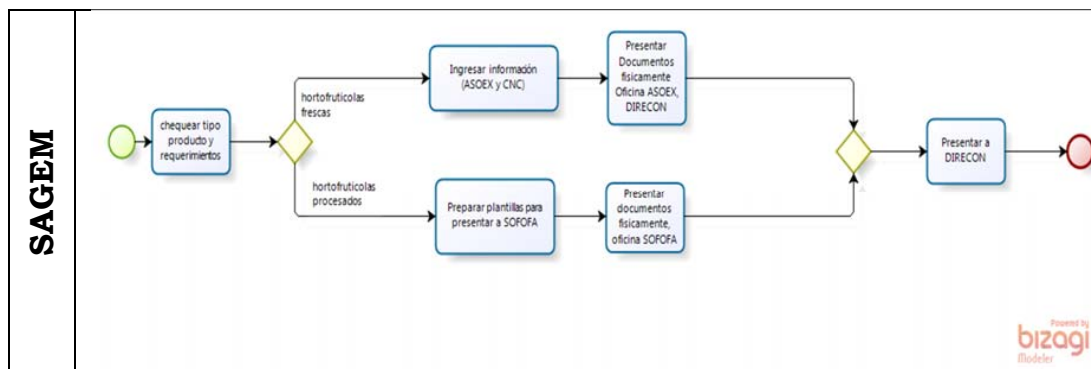 SAGEM
chequear tipo
producto y
requerimientos
hortofruticolas
frescas
Ingresar información
(ASOEX y CNC)
Presentar
Documentos
fisicamente
Oficina ASOEX,
DIRECON
hortofruticolas
procesados
Preparar plantillas para
presentar a SOFOFA
Presentar
documentos
fisicamente,
oficina SOFOFA
Presentar a
DIRECON
Powered by
bizagi
Modeler